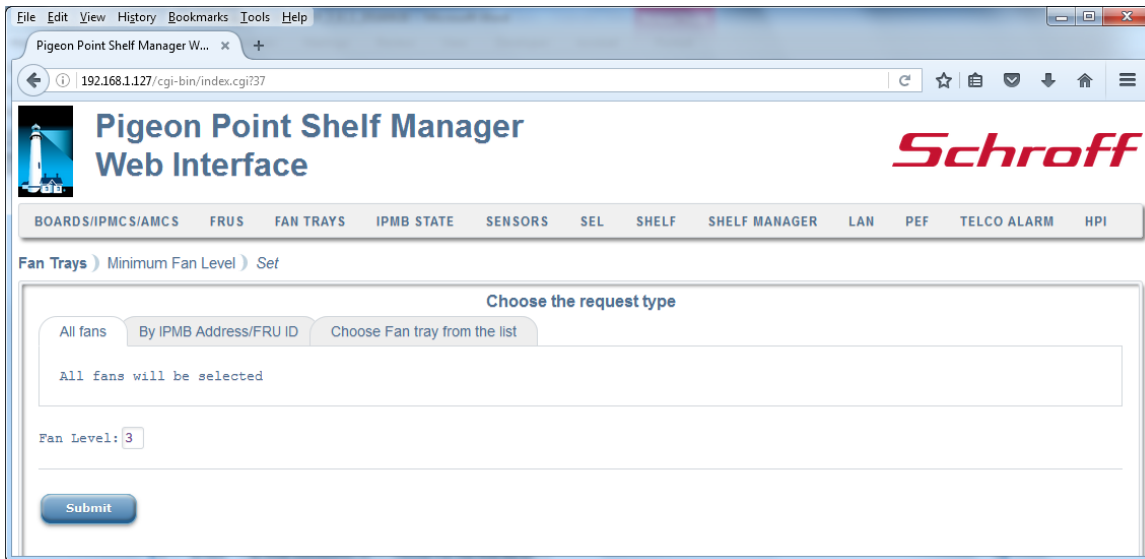 File Edit View History Bookmarks Tools Help
Pigeon Point Shelf Manager W... × +
192.168.1.127/cgi-bin/index.cgi?37
Pigeon Point Shelf Manager
Web Interface
Schroff
BOARDS/IPMCS/AMCS FRUS FAN TRAYS IPMB STATE SENSORS SEL SHELF SHELF MANAGER LAN PEF TELCO ALARM HPI
Fan Trays ) Minimum Fan Level ) Set
Choose the request type
All fans By IPMB Address/FRU ID Choose Fan tray from the list
All fans will be selected
Fan Level: 3
Submit